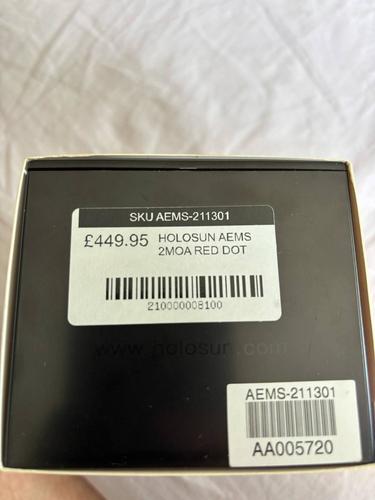 SKU AEMS-211301
£449.95 HOLOSUN AEMS
2MOA RED DOT
210000008100
www.holosun.com
AEMS-211301
AA005720